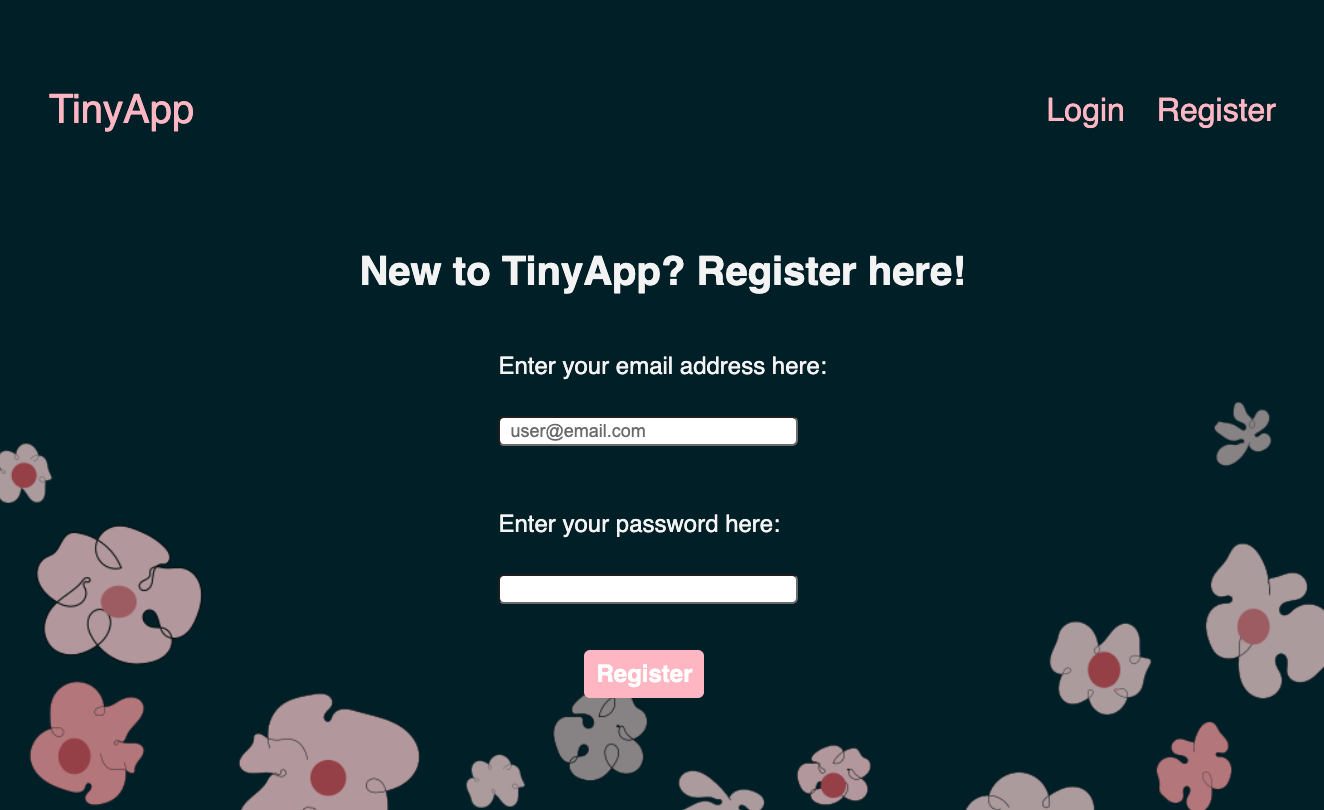 TinyApp
Login Register
New to TinyApp? Register here!
Enter your email address here:
user@email.com
Enter your password here:
Register